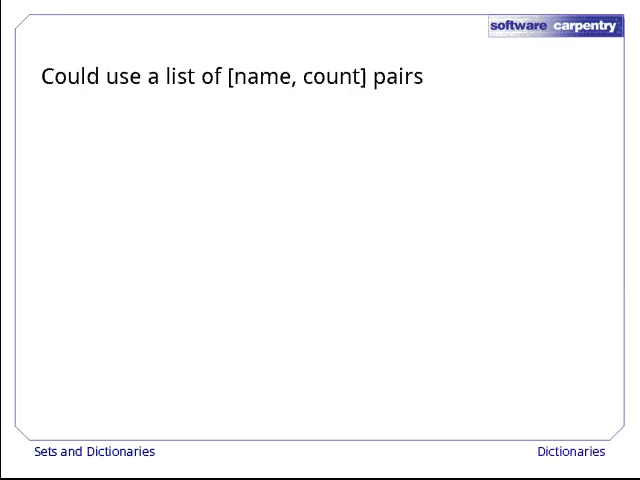 software carpentry
Could use a list of [name, count] pairs
Sets and Dictionaries
Dictionaries